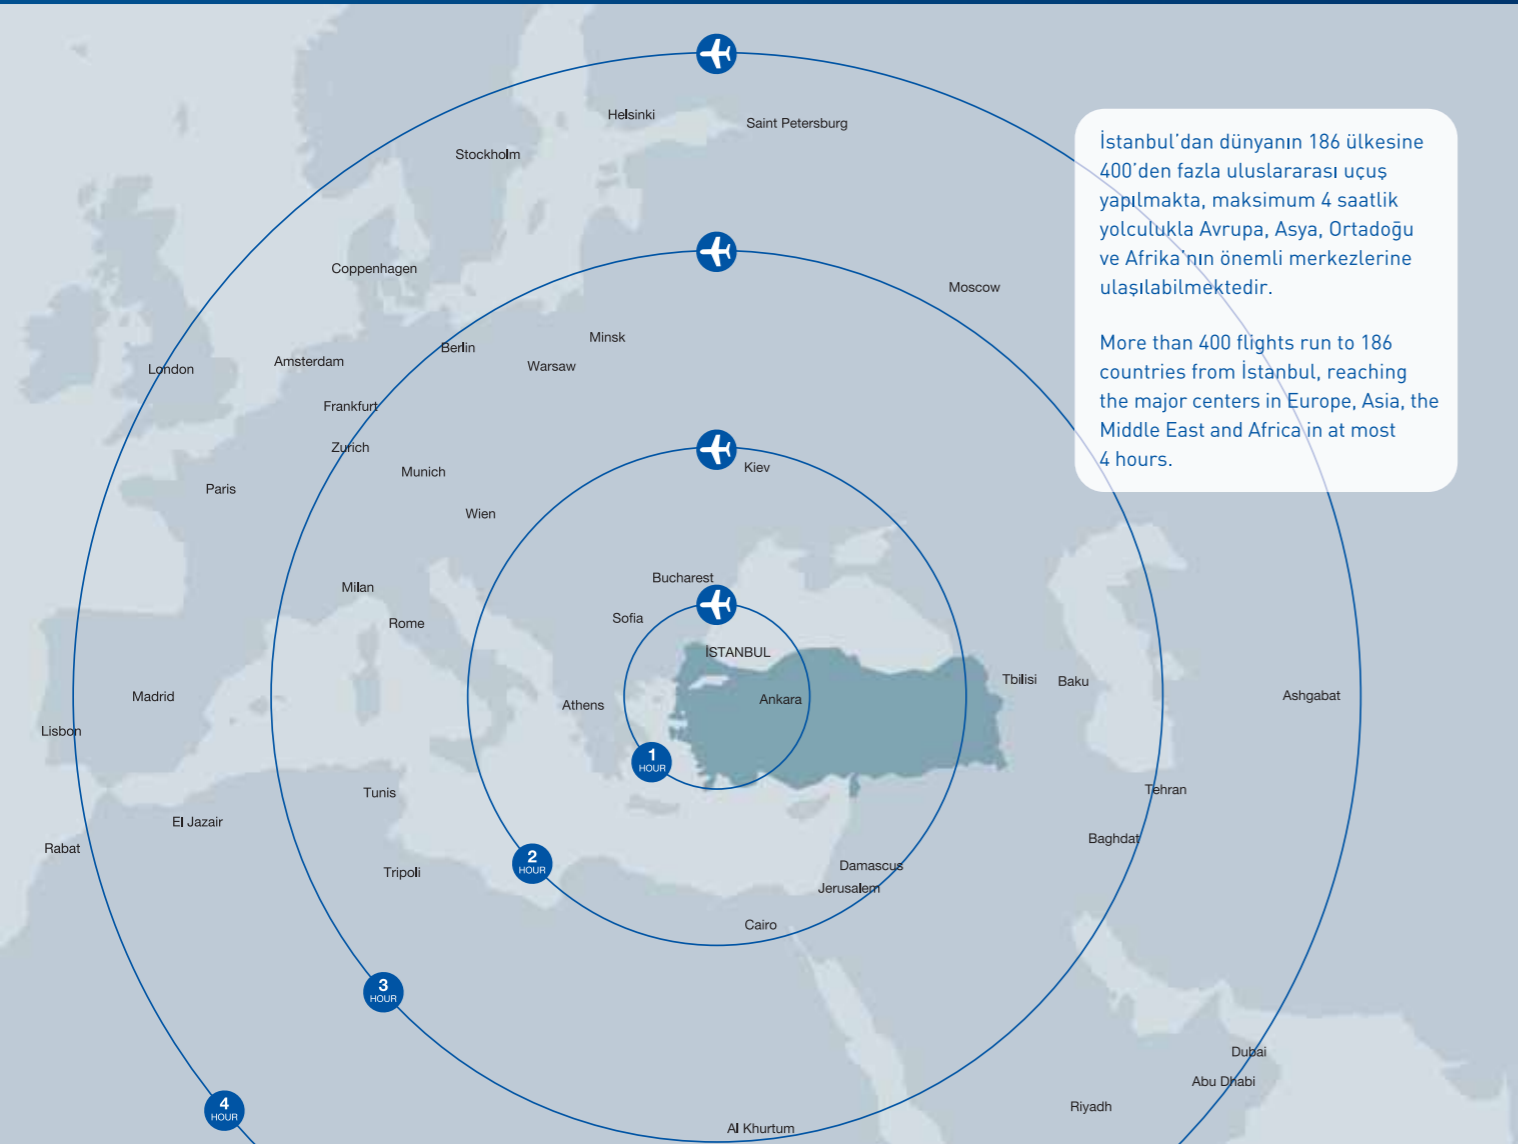 Helsinki
Saint Petersburg
Stockholm
İstanbul'dan dünyanın 186 ülkesine
400'den fazla uluslararası uçuş
yapılmakta, maksimum 4 saatlik
yolculukla Avrupa, Asya, Ortadoğu
ve Afrika'nın önemli merkezlerine
ulaşılabilmektedir.
More than 400 flights run to 186
countries from İstanbul, reaching
the major centers in Europe, Asia, the
Middle East and Africa in at most
4 hours.
Coppenhagen
Moscow
Minsk
Berlin
Amsterdam
Warsaw
London
Frankfurt
Zurich
Kiev
Munich
Paris
Wien
Bucharest
Milan
Sofia
Rome
İSTANBUL
Tbilisi
Baku
Madrid
Ashgabat
Ankara
Athens
Lisbon
1
HOUR
Tehran
Tunis
El Jazair
Baghdat
Rabat
2
HOUR
Damascus
Tripoli
Jerusalem
Cairo
3
HOUR
Dubai
Abu Dhabi
4
HOUR
Riyadh
Al Khurtum